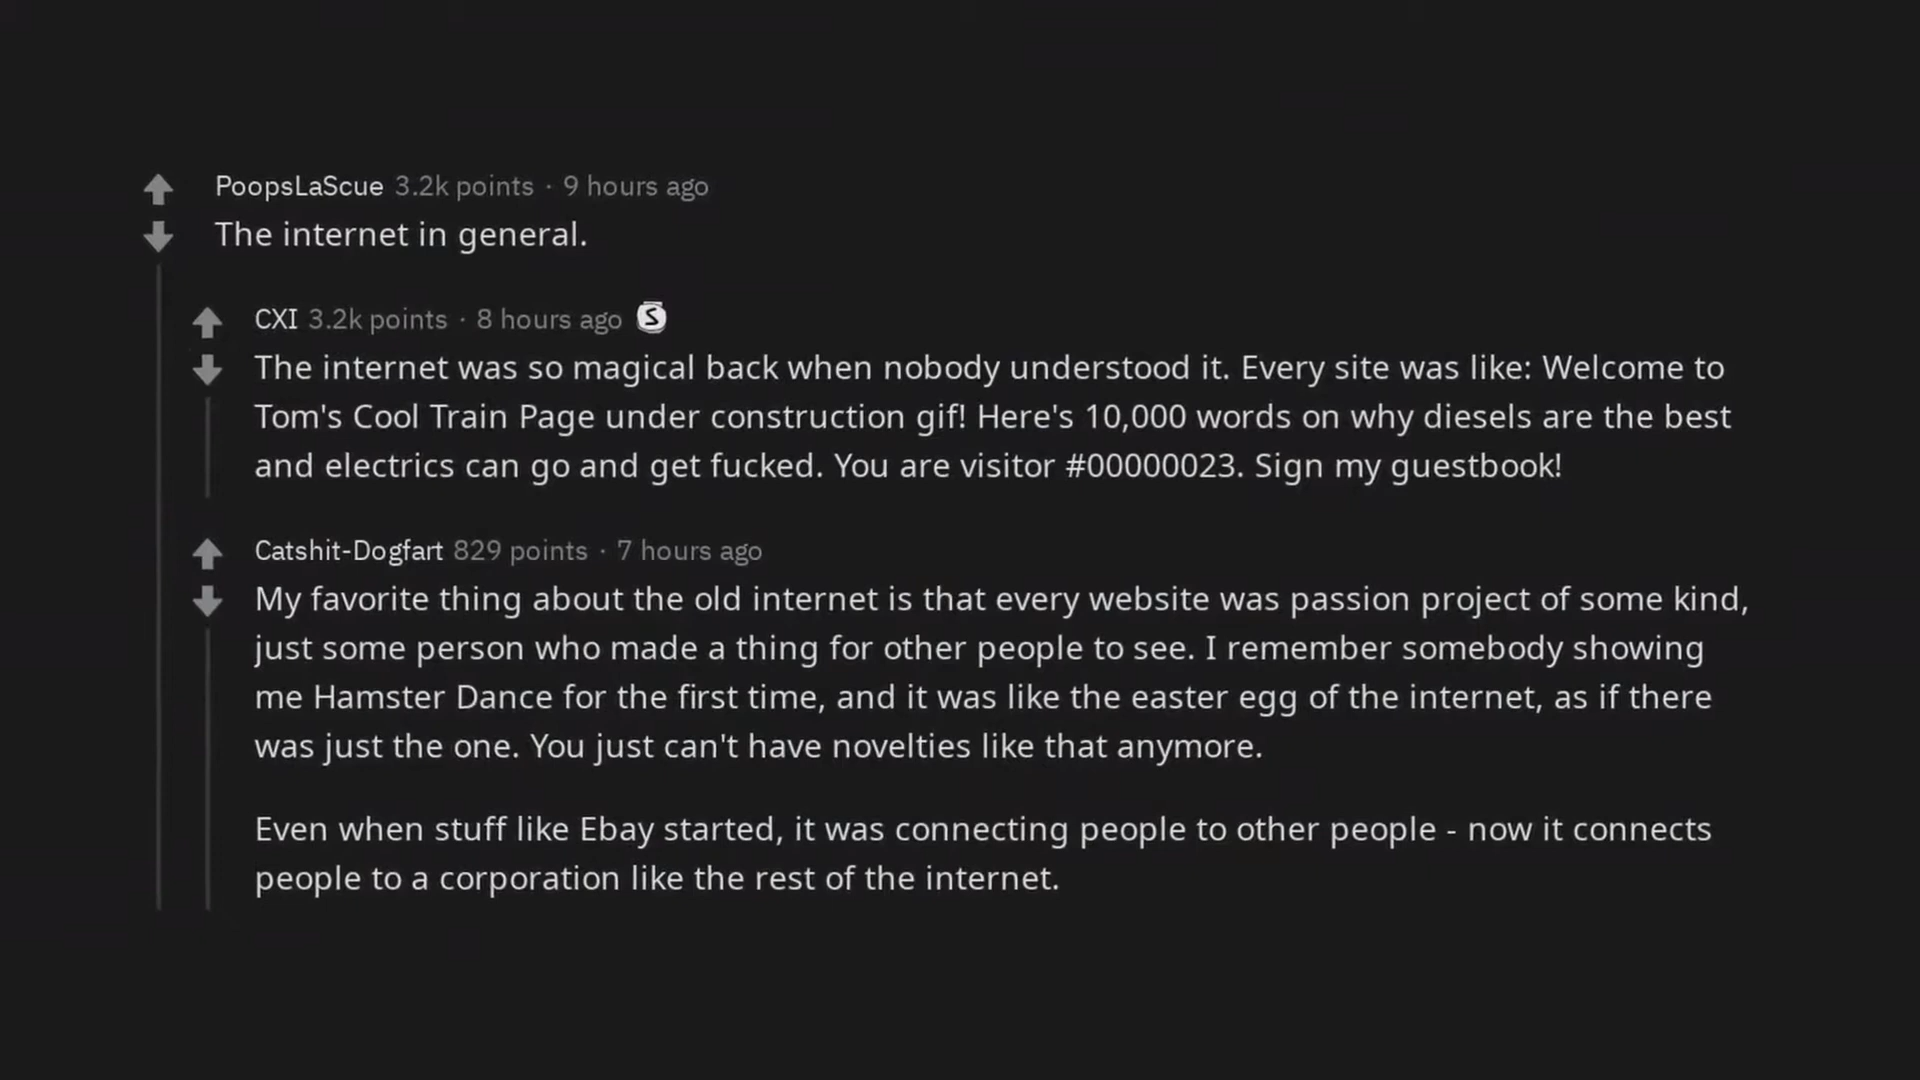 PoopsLaScue 3.2k points · 9 hours ago
The internet in general.
CXI 3.2k points · 8 hours ago S
The internet was so magical back when nobody understood it. Every site was like: Welcome to
Tom's Cool Train Page under construction gif! Here's 10,000 words on why diesels are the best
and electrics can go and get fucked. You are visitor #00000023. Sign my guestbook!
Catshit-Dogfart 829 points · 7 hours ago
My favorite thing about the old internet is that every website was passion project of some kind,
just some person who made a thing for other people to see. I remember somebody showing
me Hamster Dance for the first time, and it was like the easter egg of the internet, as if there
was just the one. You just can't have novelties like that anymore.
Even when stuff like Ebay started, it was connecting people to other people - now it connects
people to a corporation like the rest of the internet.